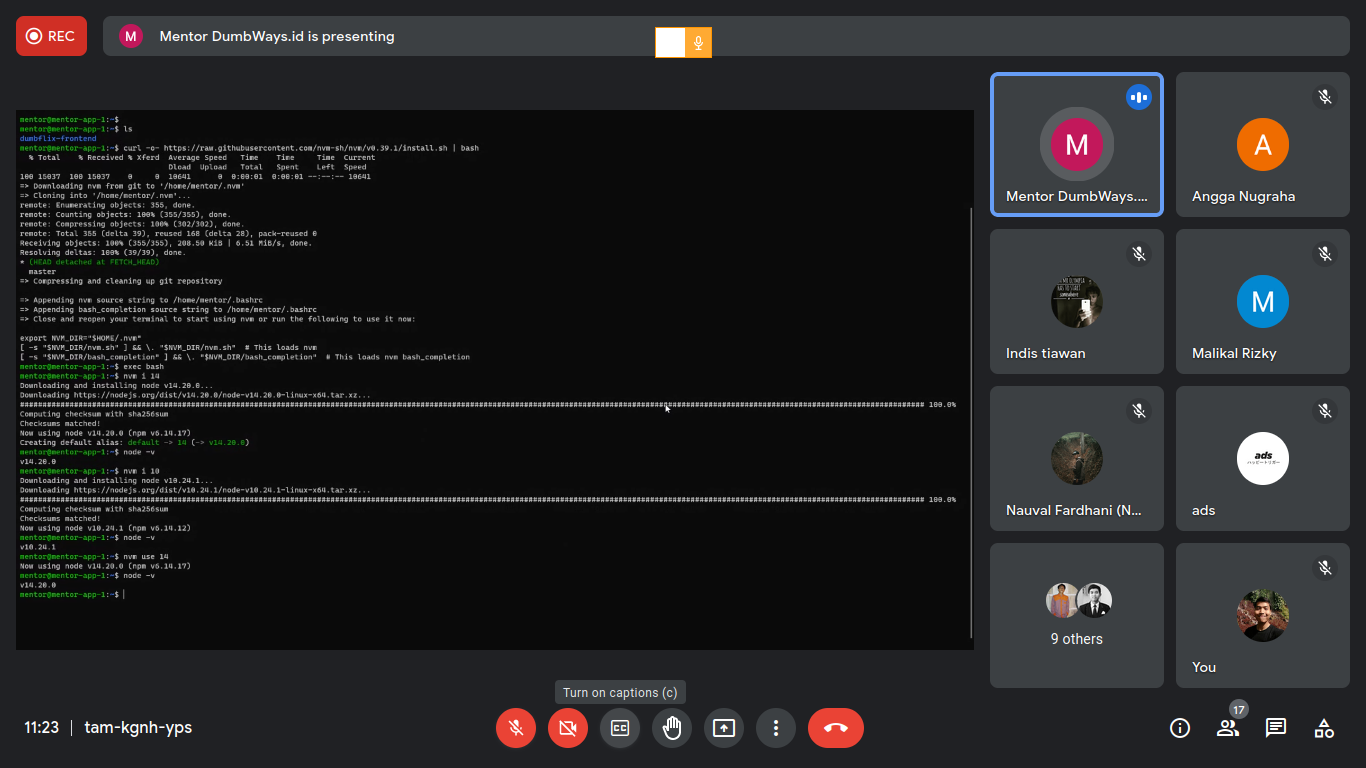 REC
M
Mentor DumbWays.id is presenting
mentor@mentor-app-1:~$
mentor@mentor-app-1:~$ ls
dumbflix-frontend
mentor@mentor-app-1:~$ curl -o- https://raw.githubusercontent.com/nvm-sh/nvm/v0.39.1/install.sh | bash
% Total % Received % Xferd Average Speed Time Time Time Current
Dload Upload Total Spent Left Speed
100 15037 100 15037 0 0 10641 0 0:00:01 0:00:01 --:--:-- 10641
=> Downloading nvm from git to '/home/mentor/.nvm'
=> Cloning into '/home/mentor/.nvm'...
remote: Enumerating objects: 355, done.
remote: Counting objects: 100% (355/355), done.
remote: Compressing objects: 100% (302/302), done.
remote: Total 355 (delta 39), reused 168 (delta 28), pack-reused 0
Receiving objects: 100% (355/355), 208.50 KiB | 6.51 MiB/s, done.
Resolving deltas: 100% (39/39), done.
* (HEAD detached at FETCH_HEAD)
master
=> Compressing and cleaning up git repository
=> Appending nvm source string to /home/mentor/.bashrc
=> Appending bash_completion source string to /home/mentor/.bashrc
=> Close and reopen your terminal to start using nvm or run the following to use it now:
export NVM_DIR="$HOME/.nvm"
[ -s "$NVM_DIR/nvm.sh" ] && \. "$NVM_DIR/nvm.sh" # This loads nvm
[ -s "$NVM_DIR/bash_completion" ] && \. "$NVM_DIR/bash_completion" # This loads nvm bash_completion
mentor@mentor-app-1:~$ exec bash
mentor@mentor-app-1:~$ nvm i 14
Downloading and installing node v14.20.0...
Downloading https://nodejs.org/dist/v14.20.0/node-v14.20.0-linux-x64.tar.xz...
100.0%
Computing checksum with sha256sum
Checksums matched!
Now using node v14.20.0 (npm v6.14.17)
Creating default alias: default -> 14 (-> v14.20.0)
mentor@mentor-app-1:~$ node -v
v14.20.0
mentor@mentor-app-1:~$ nvm i 10
Downloading and installing node v10.24.1...
Downloading https://nodejs.org/dist/v10.24.1/node-v10.24.1-linux-x64.tar.xz...
100.0%
Computing checksum with sha256sum
Checksums matched!
Now using node v10.24.1 (npm v6.14.12)
mentor@mentor-app-1:~$ node -v
v10.24.1
mentor@mentor-app-1:~$ nvm use 14
Now using node v14.20.0 (npm v6.14.17)
mentor@mentor-app-1:~$ node -v
v14.20.0
mentor@mentor-app-1:~$
M
Mentor DumbWays....
A
Angga Nugraha
Indis tiawan
M
Malikal Rizky
Nauval Fardhani (N...
ads
ads
9 others
You
Turn on captions (c)
11:23 | tam-kgnh-yps
CC
17